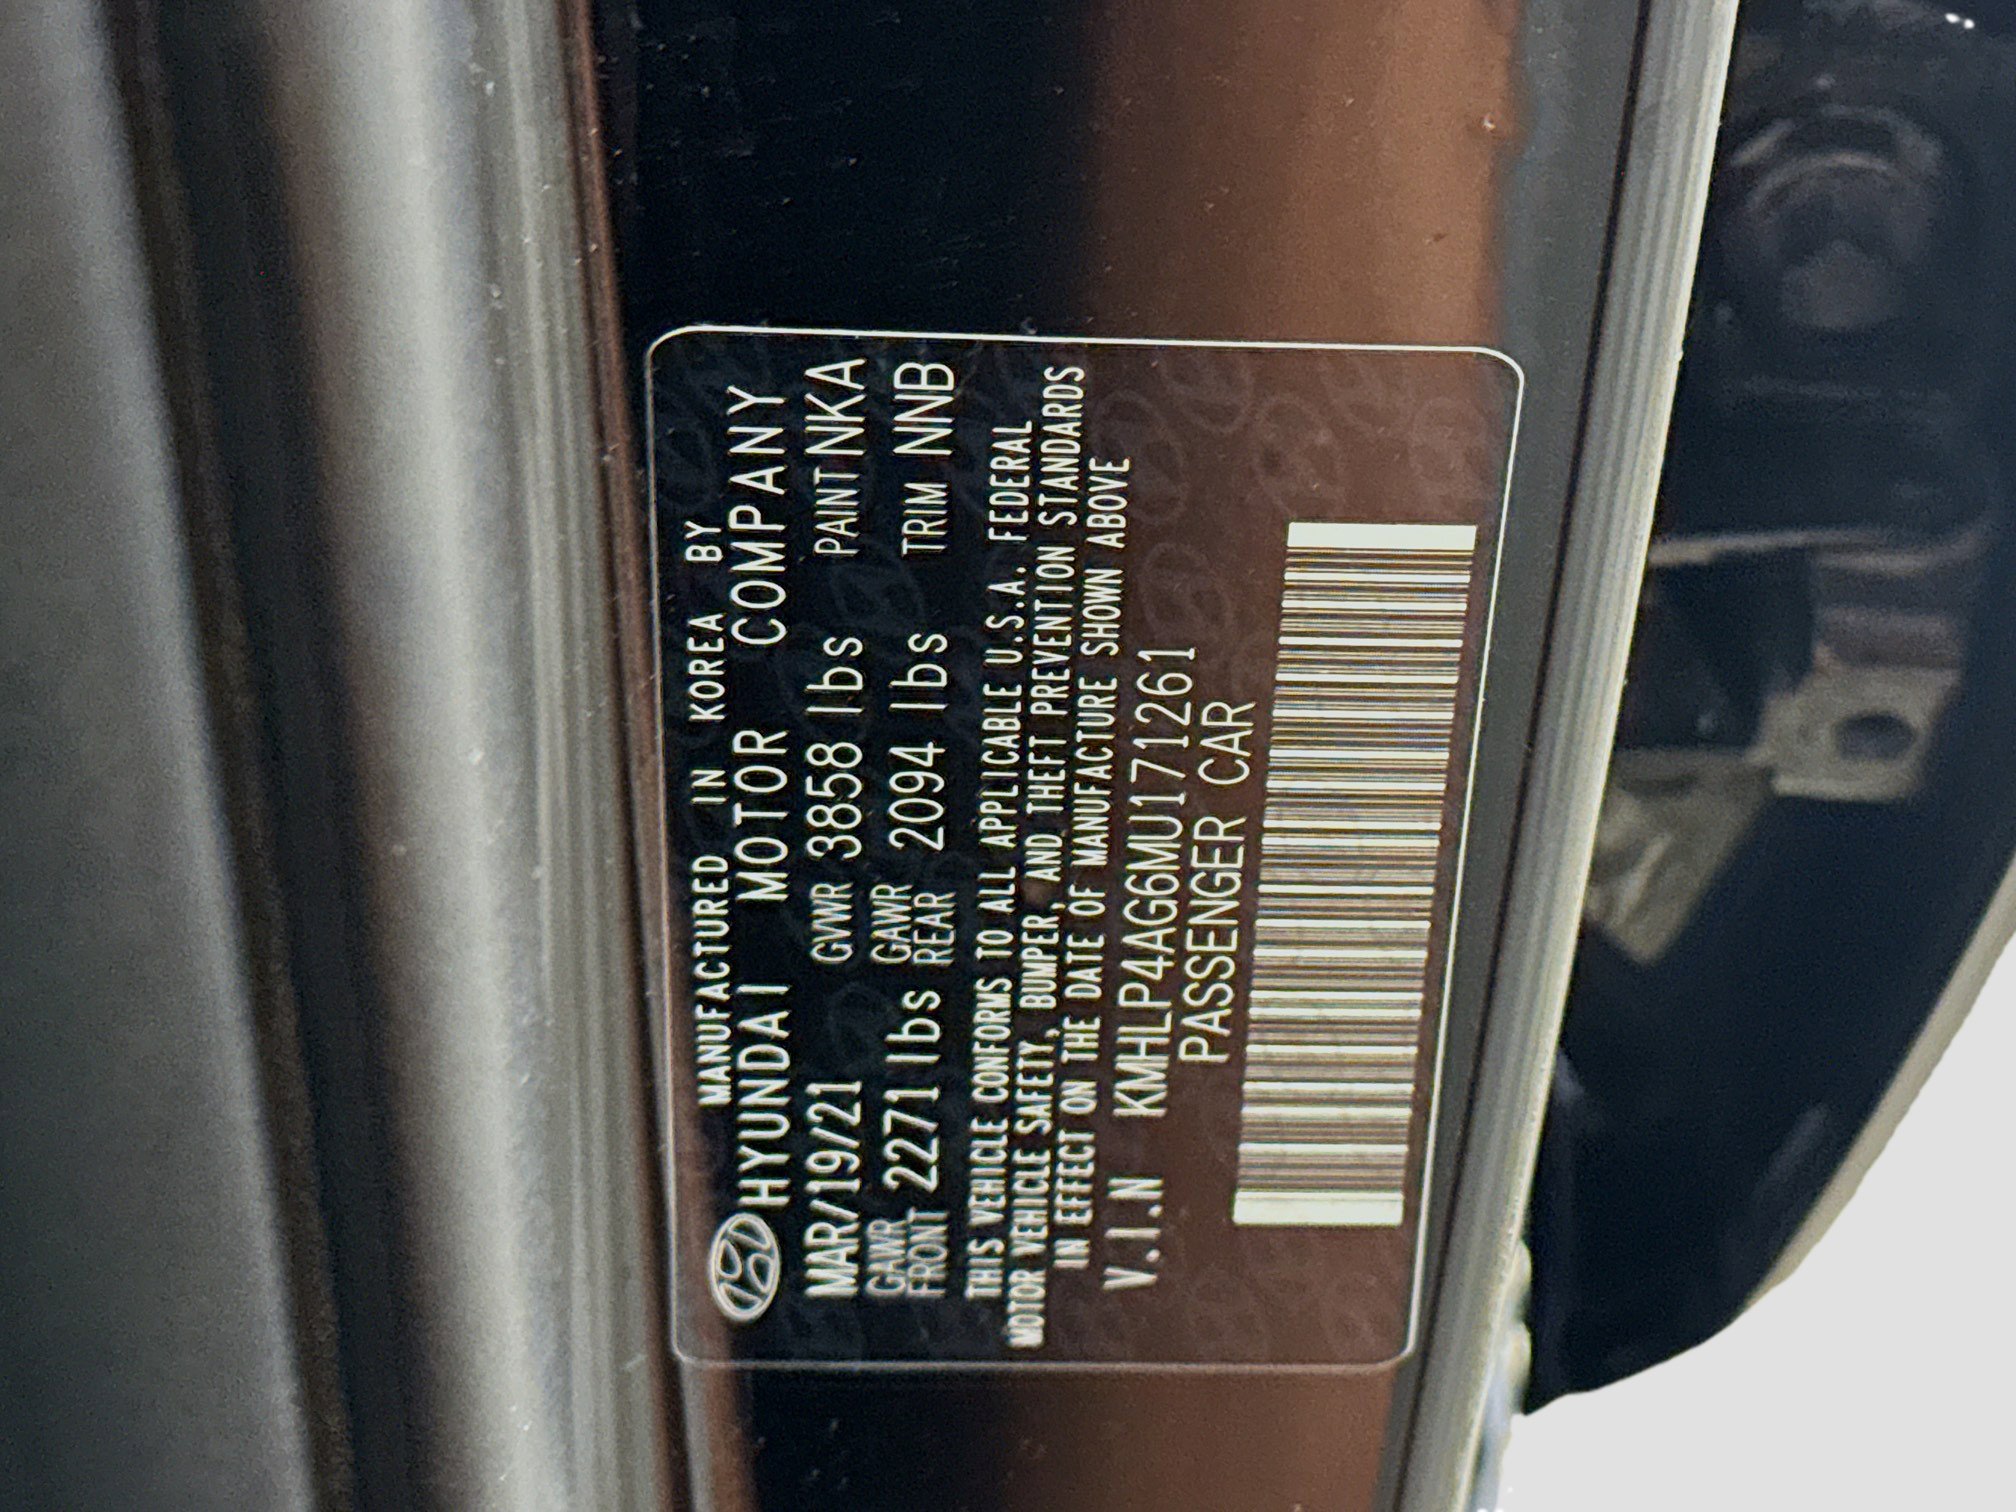 MANUFACTURED IN KOREA BY
HYUNDAI MOTOR COMPANY
MAR/19/21 GVWR 3858 lbs PAINT NKA
GAWR FRONT 2271 lbs GAWR REAR 2094 lbs TRIM NNB
THIS VEHICLE CONFORMS TO ALL APPLICABLE U.S.A. FEDERAL
MOTOR VEHICLE SAFETY, BUMPER, AND THEFT PREVENTION STANDARDS
IN EFFECT ON THE DATE OF MANUFACTURE SHOWN ABOVE
V.I.N KMHLP4AG6MU171261
PASSENGER CAR